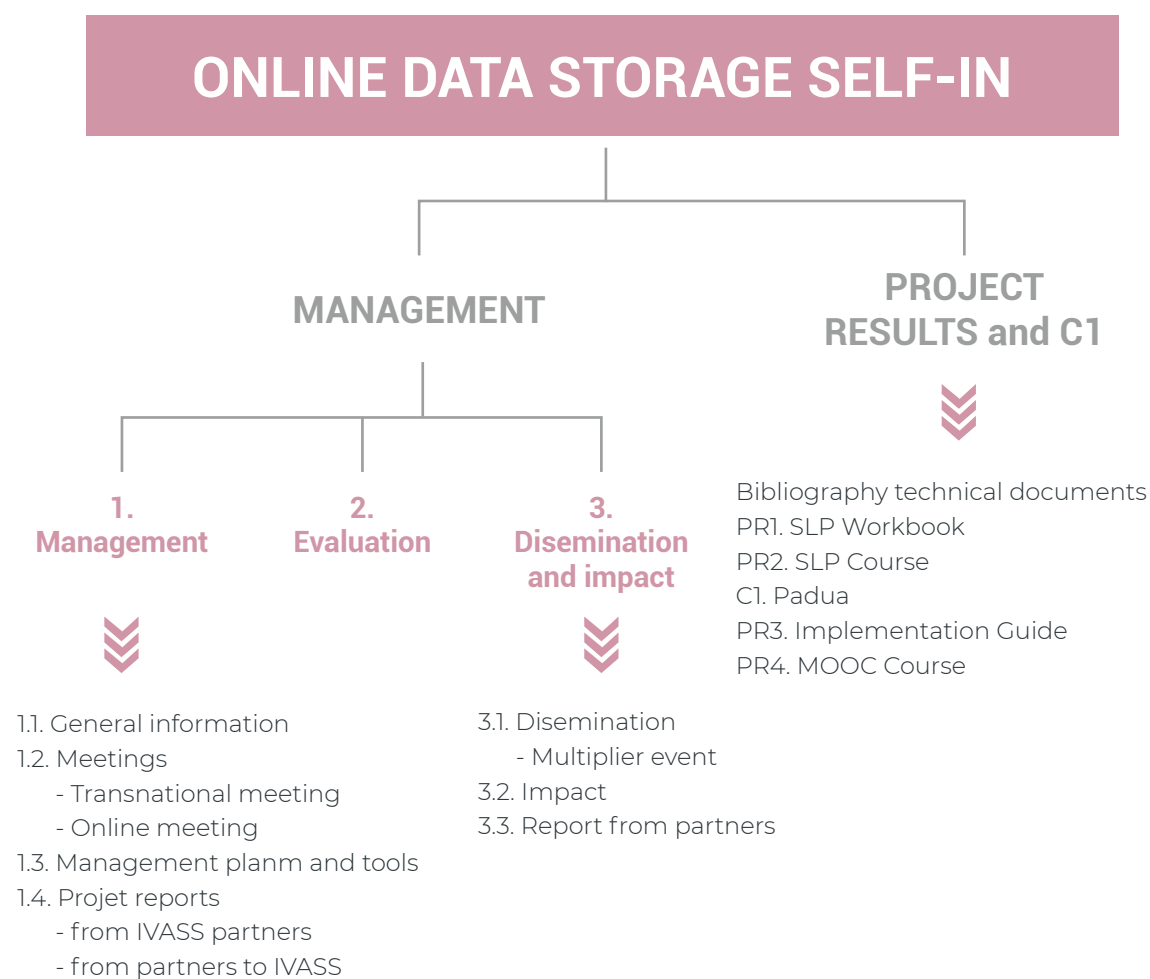 ONLINE DATA STORAGE SELF-IN
MANAGEMENT
PROJECT
RESULTS and C1
1.
Management
2.
Evaluation
3.
Disemination
and impact
1.1. General information
1.2. Meetings
- Transnational meeting
- Online meeting
1.3. Management planm and tools
1.4. Projet reports
- from IVASS partners
- from partners to IVASS
3.1. Disemination
- Multiplier event
3.2. Impact
3.3. Report from partners
Bibliography technical documents
PR1. SLP Workbook
PR2. SLP Course
C1. Padua
PR3. Implementation Guide
PR4. MOOC Course